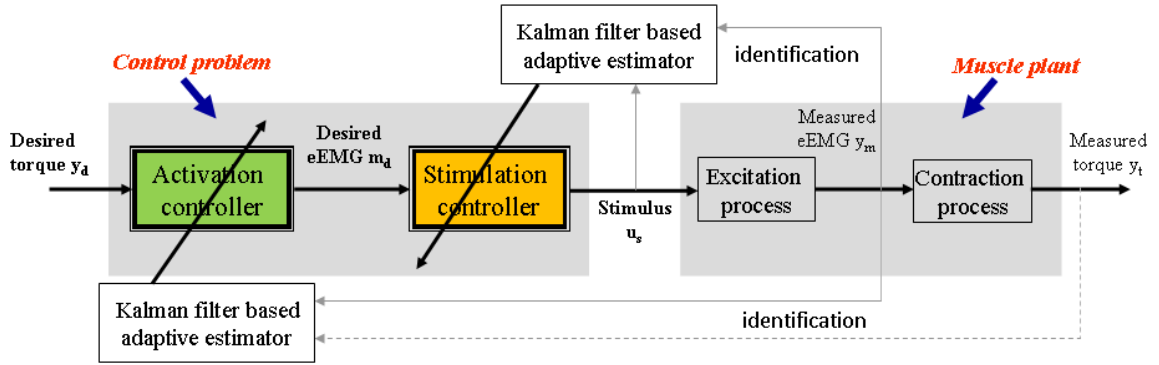 Kalman filter based
adaptive estimator
identification
Control problem
Muscle plant
Desired
torque y_d
Activation
controller
Desired
eEMG m_d
Stimulation
controller
Stimulus
u_s
Excitation
process
Measured
eEMG y_m
Contraction
process
Measured
torque y_t
Kalman filter based
adaptive estimator
identification